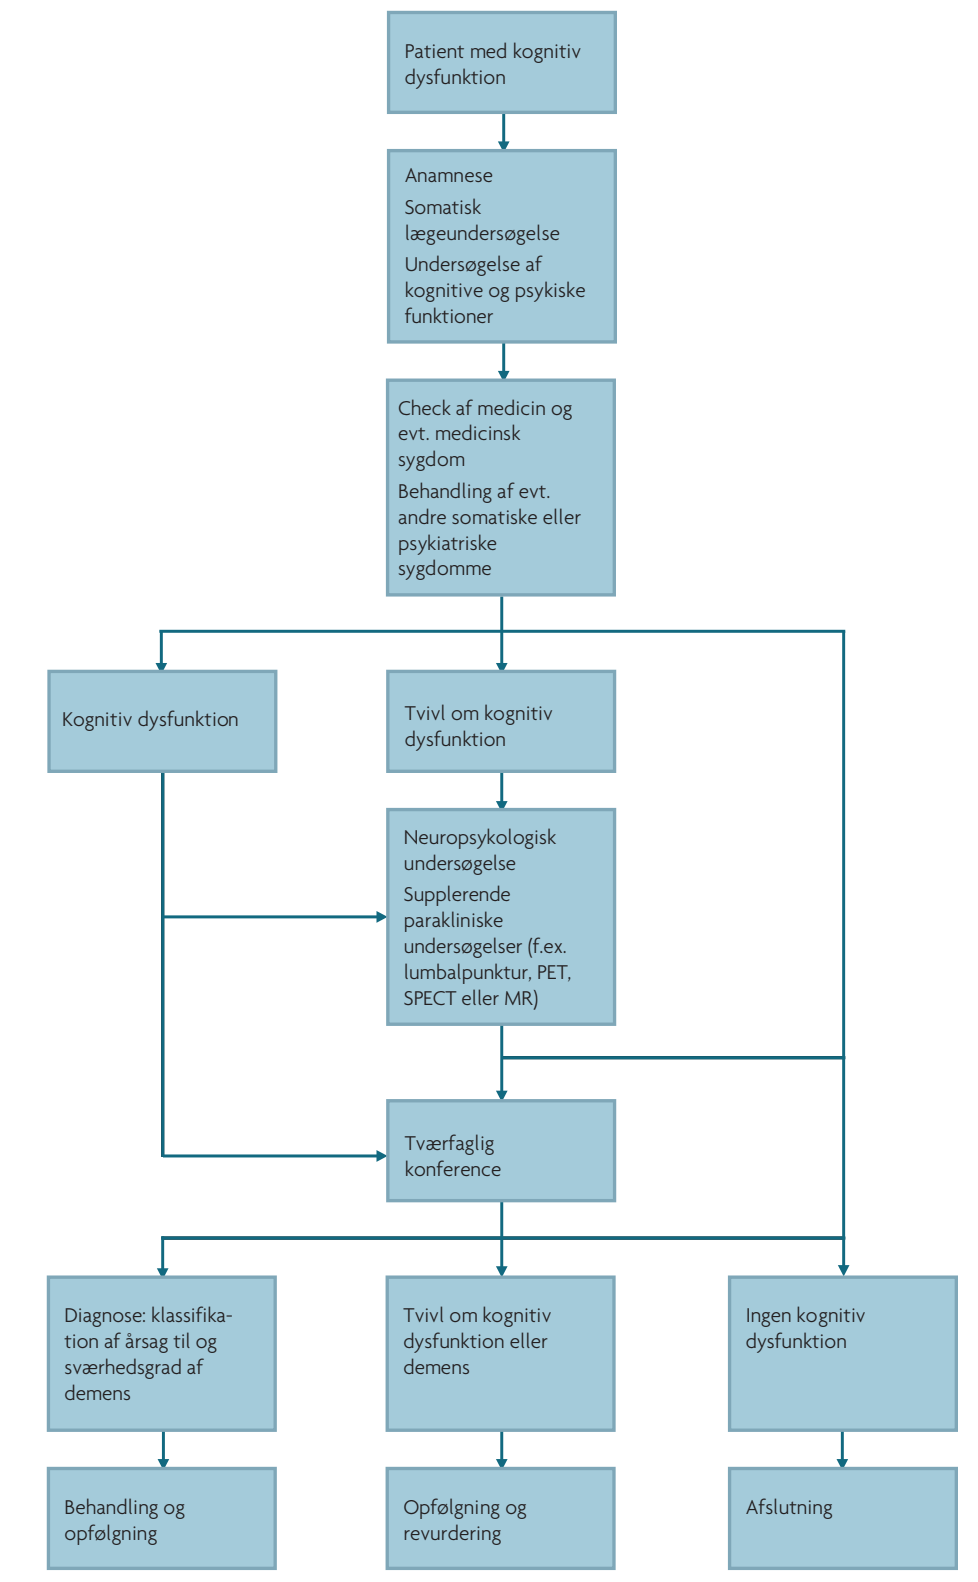 Patient med kognitiv
dysfunktion
Anamnese
Somatisk
lægeundersøgelse
Undersøgelse af
kognitive og psykiske
funktioner
Check af medicin og
evt. medicinsk
sygdom
Behandling af evt.
andre somatiske eller
psykiatriske
sygdomme
Kognitiv dysfunktion
Tvivl om kognitiv
dysfunktion
Neuropsykologisk
undersøgelse
Supplerende
parakliniske
undersøgelser (f.ex.
lumbalpunktur, PET,
SPECT eller MR)
Tværfaglig
konference
Diagnose: klassifika-
tion af årsag til og
sværhedsgrad af
demens
Tvivl om kognitiv
dysfunktion eller
demens
Ingen kognitiv
dysfunktion
Behandling og
opfølgning
Opfølgning og
revurdering
Afslutning